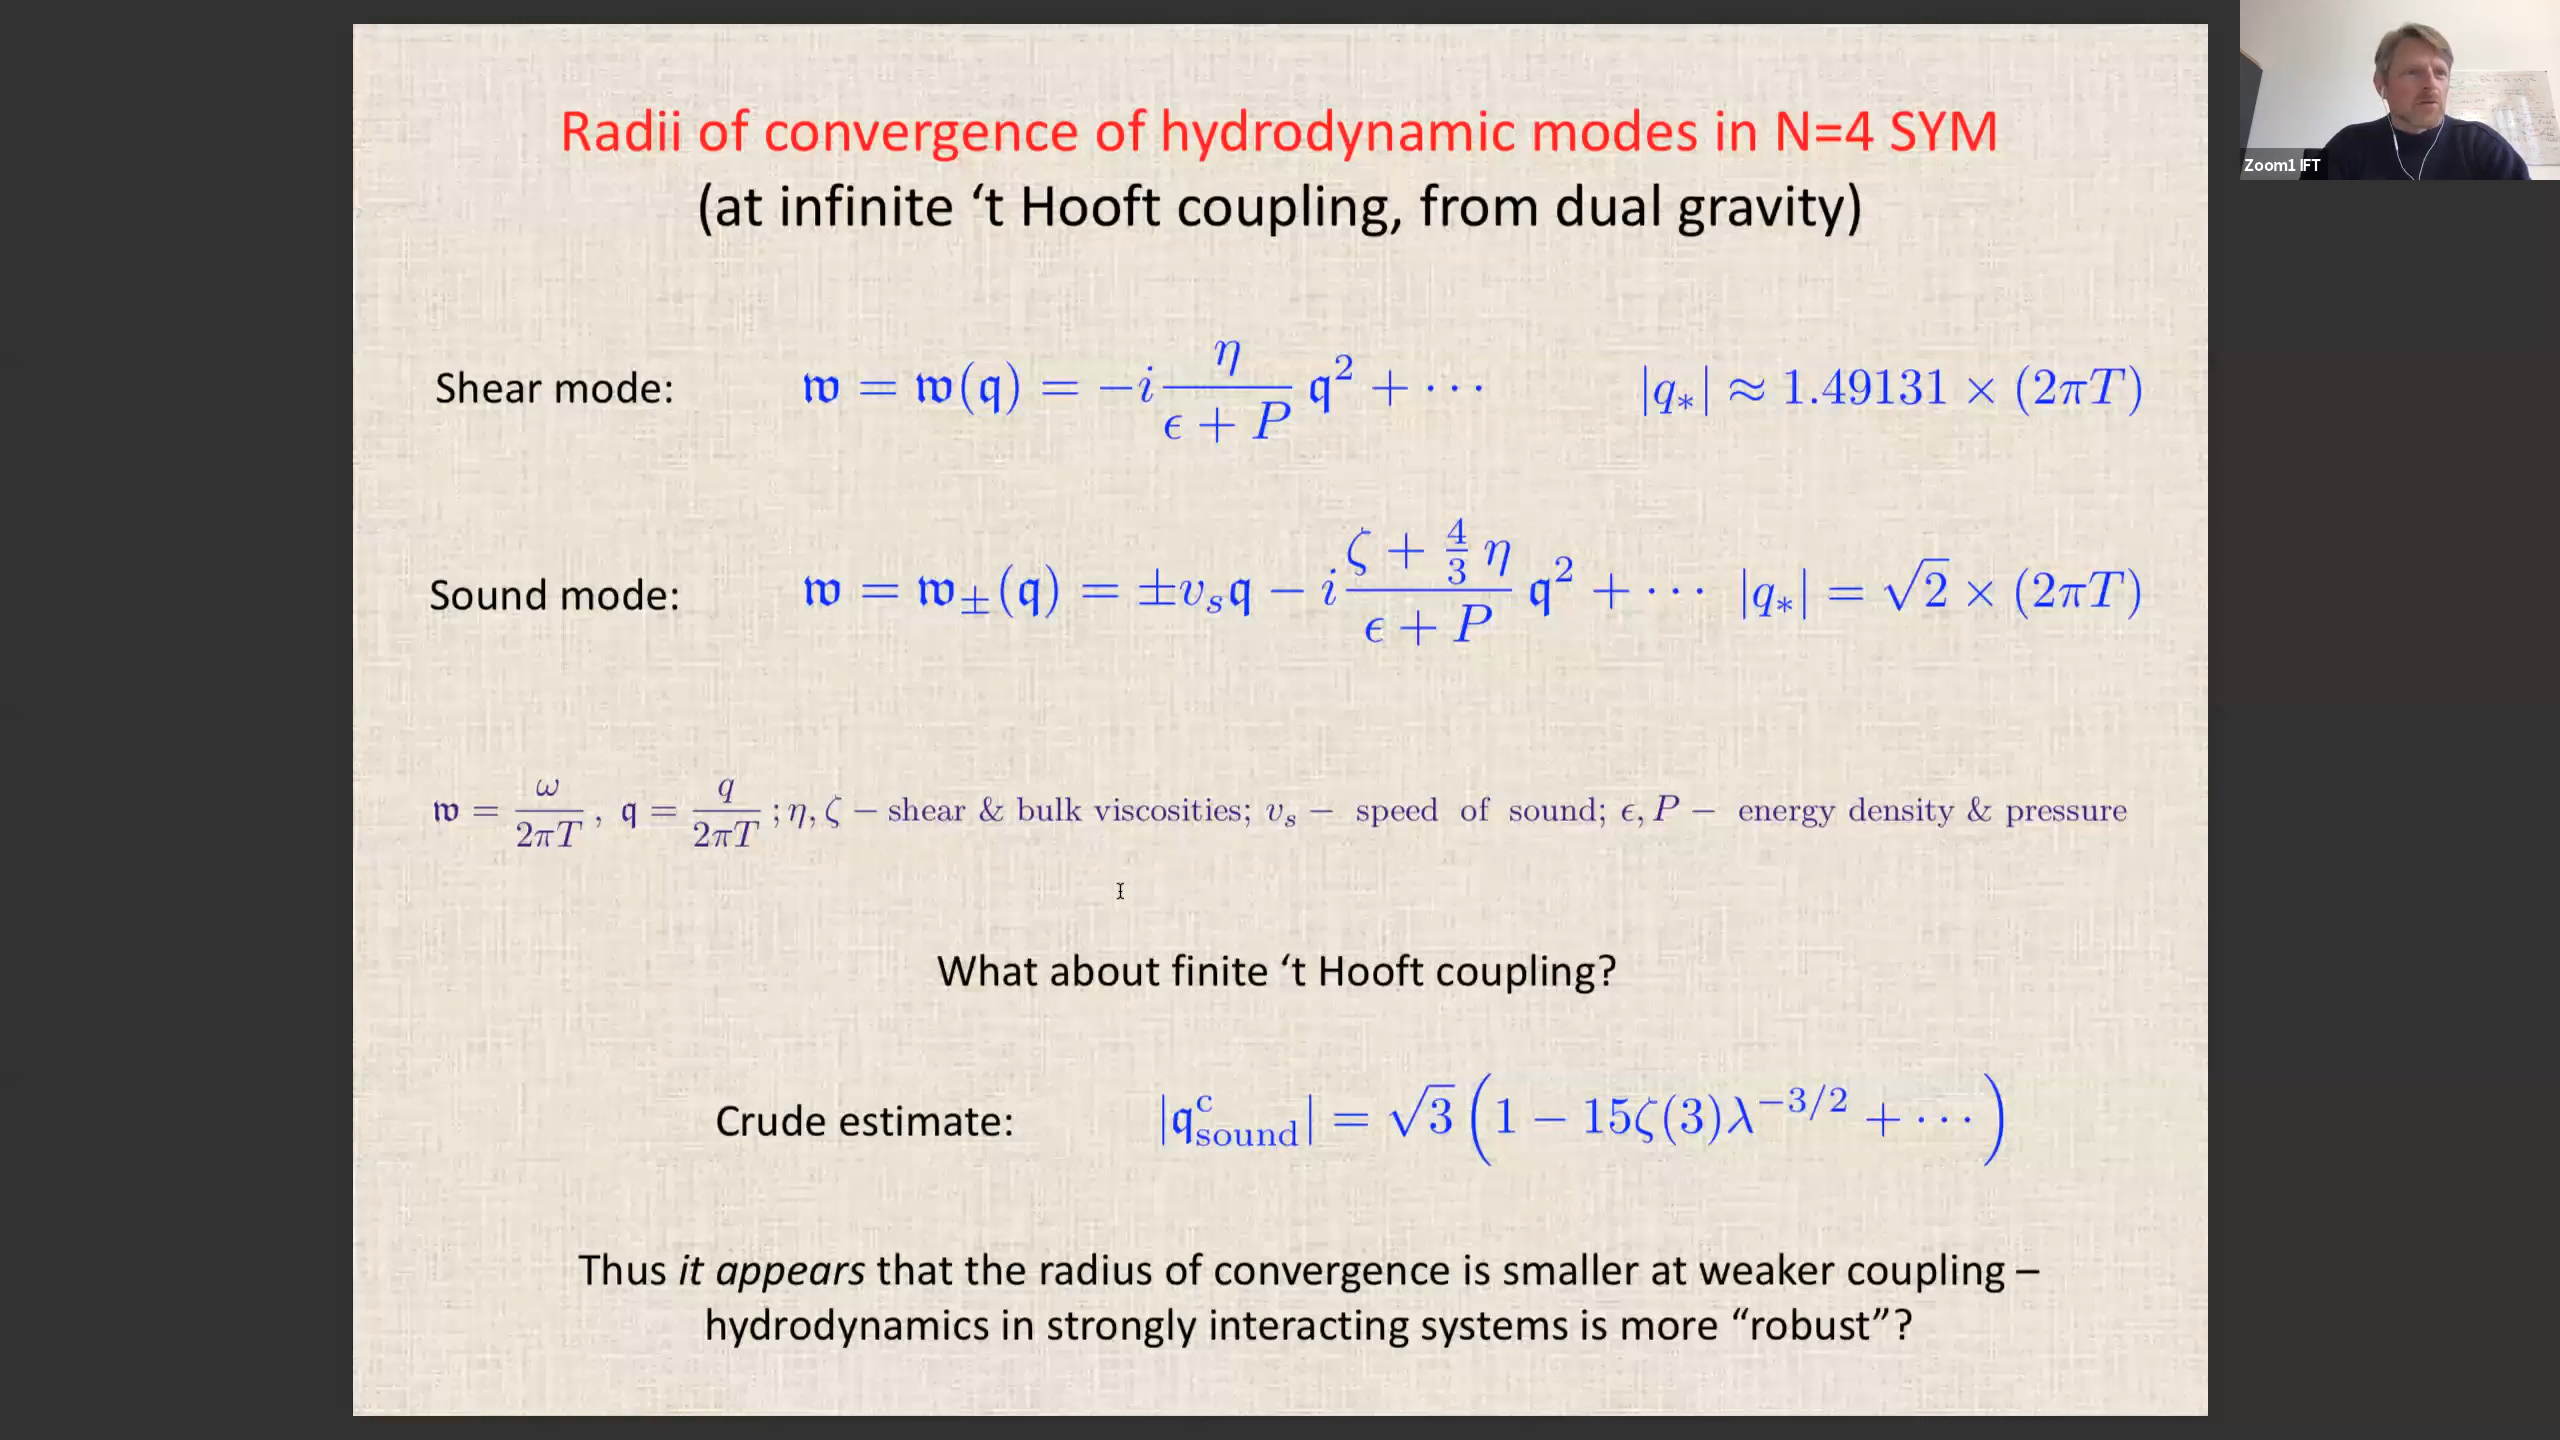 Radii of convergence of hydrodynamic modes in N=4 SYM
(at infinite ‘t Hooft coupling, from dual gravity)
Zoom1 IFT
Shear mode: 𝔴 = 𝔴(𝔮) = −i η/(ϵ + P) 𝔮² + ··· |q∗| ≈ 1.49131 × (2πT)
Sound mode: 𝔴 = 𝔴±(𝔮) = ±vₛ𝔮 − i (ζ + 4/3 η)/(ϵ + P) 𝔮² + ··· |q∗| = √2 × (2πT)
𝔴 = ω/2πT , 𝔮 = q/2πT ; η, ζ − shear & bulk viscosities; vₛ − speed of sound; ϵ, P − energy density & pressure
What about finite ‘t Hooft coupling?
Crude estimate: |𝔮ᶜ_sound| = √3 (1 − 15ζ(3)λ^{−3/2} + ···)
Thus it appears that the radius of convergence is smaller at weaker coupling –
hydrodynamics in strongly interacting systems is more “robust”?